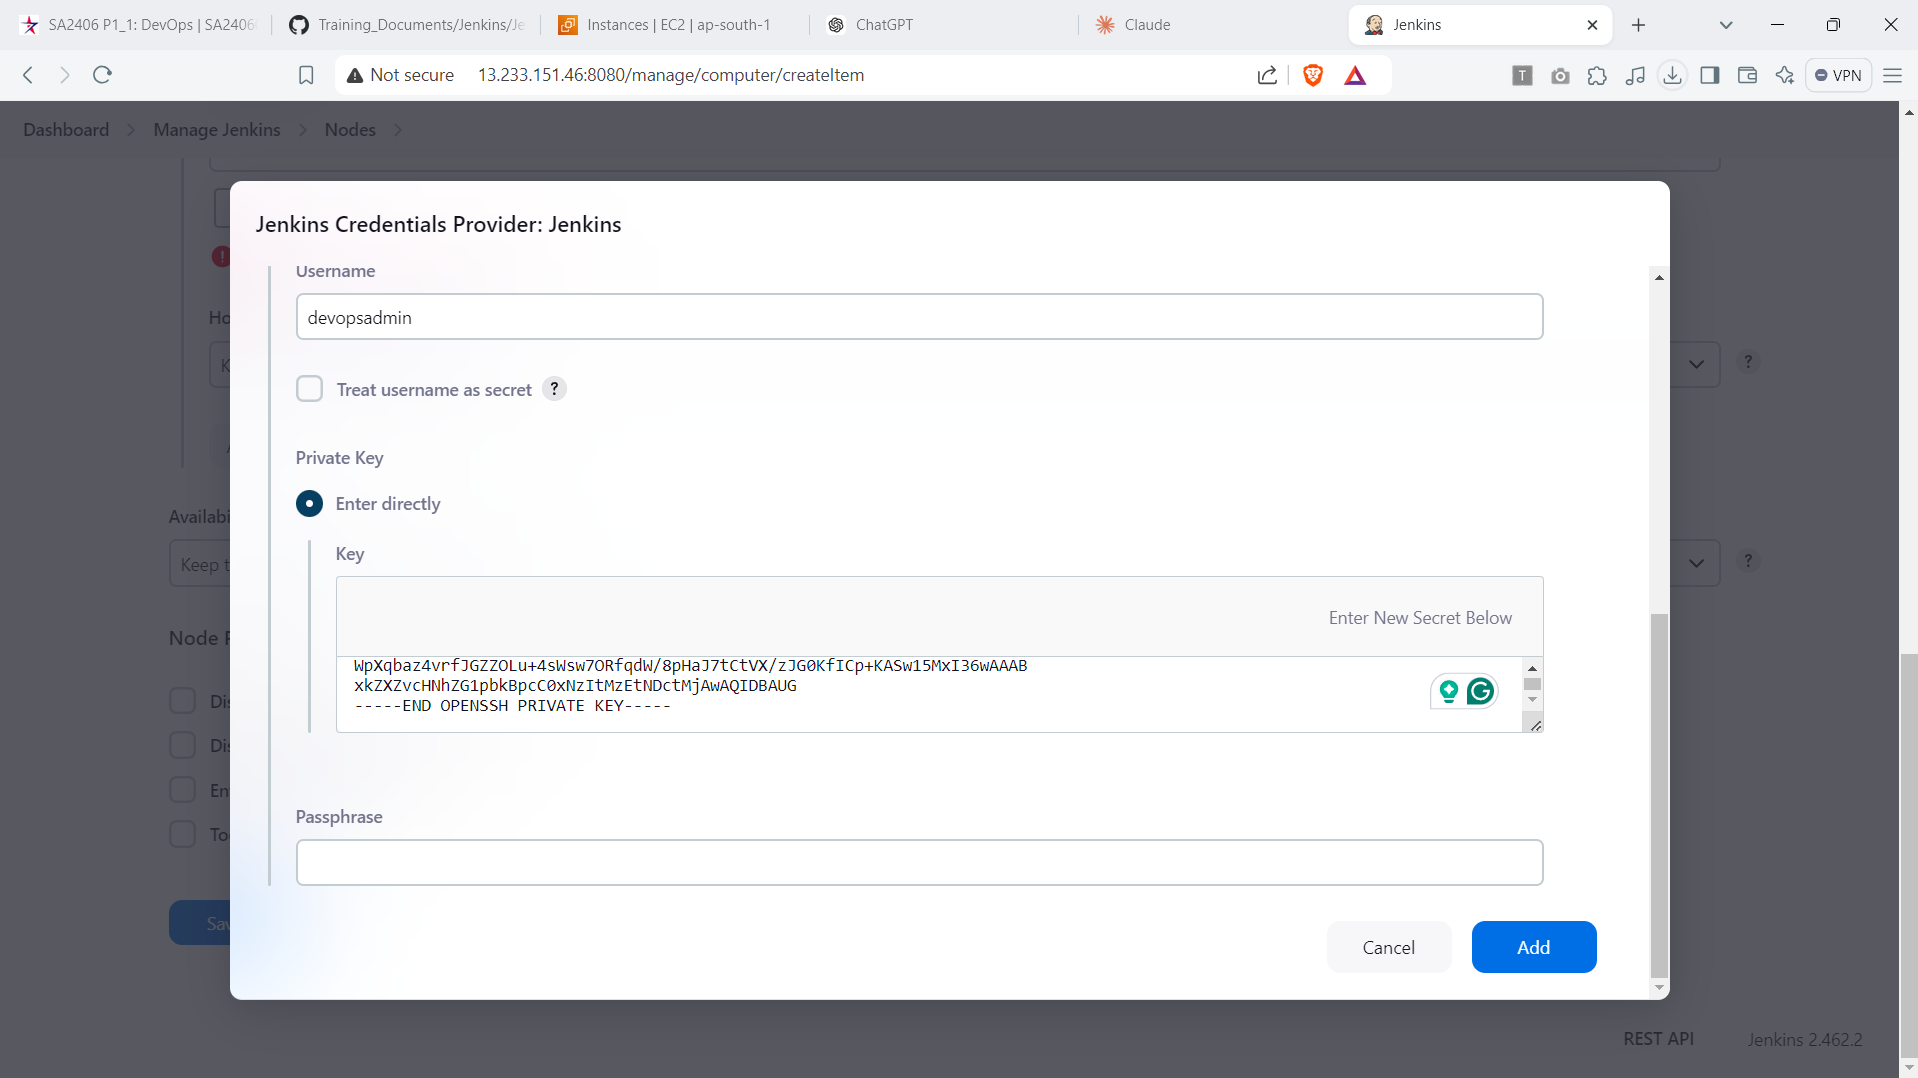 SA2406 P1_1: DevOps | SA2406
Training_Documents/Jenkins/Je
Instances | EC2 | ap-south-1
ChatGPT
Claude
Jenkins
Not secure 13.233.151.46:8080/manage/computer/createItem
VPN
Dashboard > Manage Jenkins > Nodes >
Jenkins Credentials Provider: Jenkins
Username
devopsadmin
Treat username as secret ?
Private Key
Enter directly
Key
Enter New Secret Below
WpXqbaz4vrfJGZZOLu+4sWsw7ORfqdW/8pHaJ7tCtVX/zJG0KfICp+KASw15MxI36wAAAB
xkZXZvcHNhZG1pbkBpcC0xNzItMzEtNDctMjAwAQIDBAUG
-----END OPENSSH PRIVATE KEY-----
Passphrase
Cancel
Add
Ho
K
?
Availabi
Keep t
?
Node
Dis
Dis
En
To
Sav
REST API
Jenkins 2.462.2